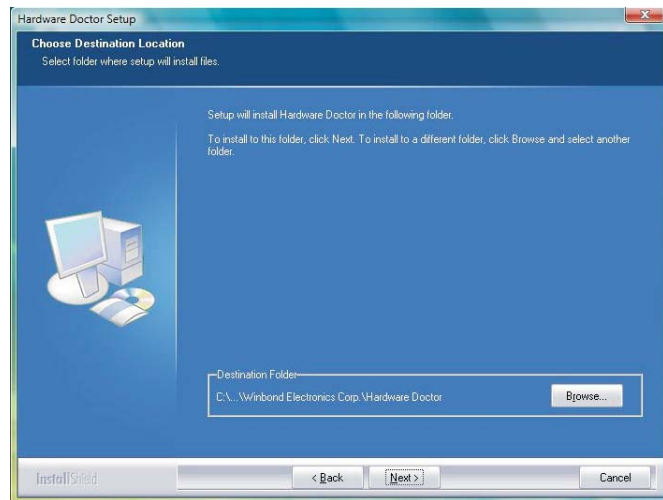 Hardware Doctor Setup
Choose Destination Location
Select folder where setup will install files.
Setup will install Hardware Doctor in the following folder.
To install to this folder, click Next. To install to a different folder, click Browse and select another
folder.
Destination Folder
C:\...\Winbond Electronics Corp.\Hardware Doctor
Browse...
InstallShield
< Back
Next >
Cancel